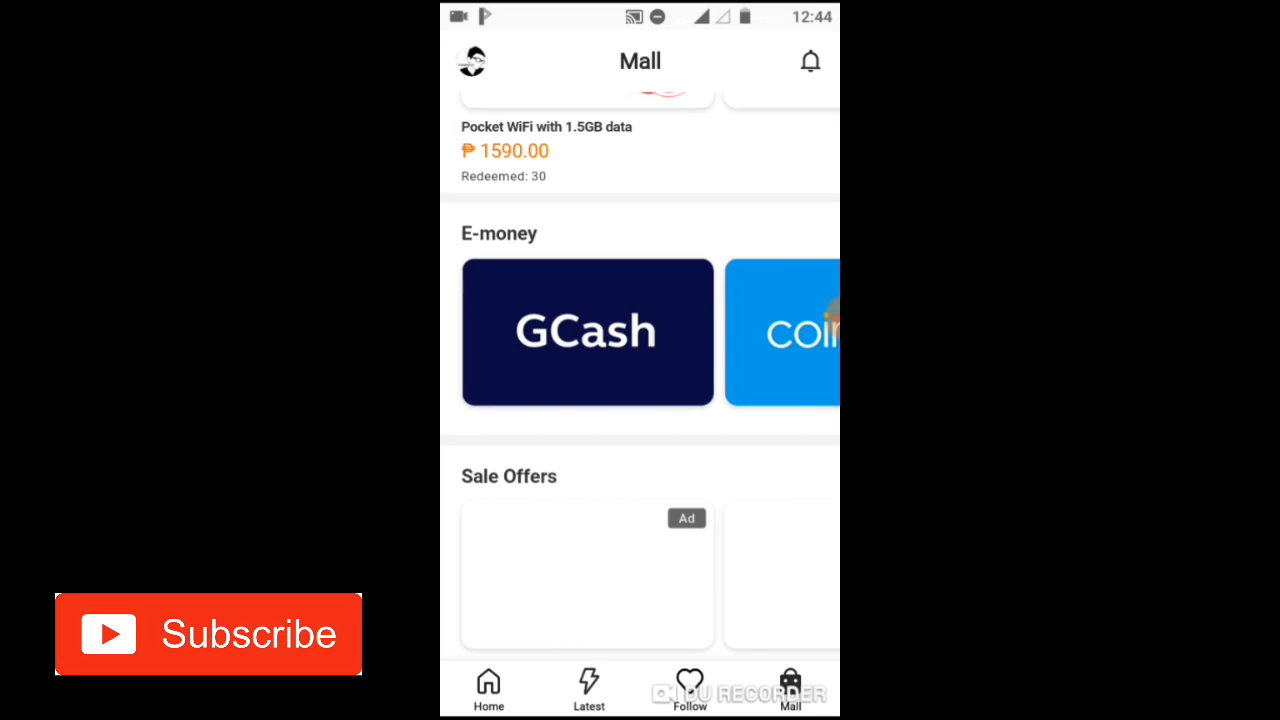 12:44
Mall
Pocket WiFi with 1.5GB data
₱ 1590.00
Redeemed: 30
E-money
GCash
coin
Sale Offers
Ad
Subscribe
DU RECORDER
Home
Latest
Follow
Mall